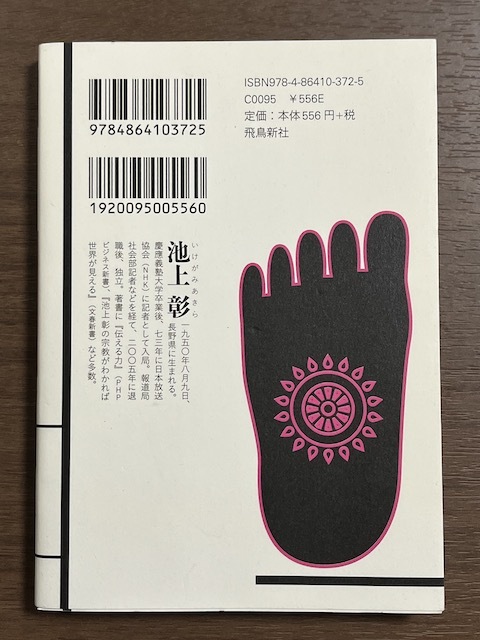 ISBN978-4-86410-372-5
C0095 ¥556E
定価：本体556円+税
飛鳥新社
9784864103725
1920095005560
いけがみあきら
池上 彰
一九五〇年八月九日、
長野県に生まれる。
慶應義塾大学卒業後、七三年に日本放送
協会（NHK）に記者として入局。報道局
社会部記者などを経て、二〇〇五年に退
職後、独立。著書に『伝える力』（PHP
ビジネス新書）、『池上彰の宗教がわかれば
世界が見える』（文春新書）など多数。